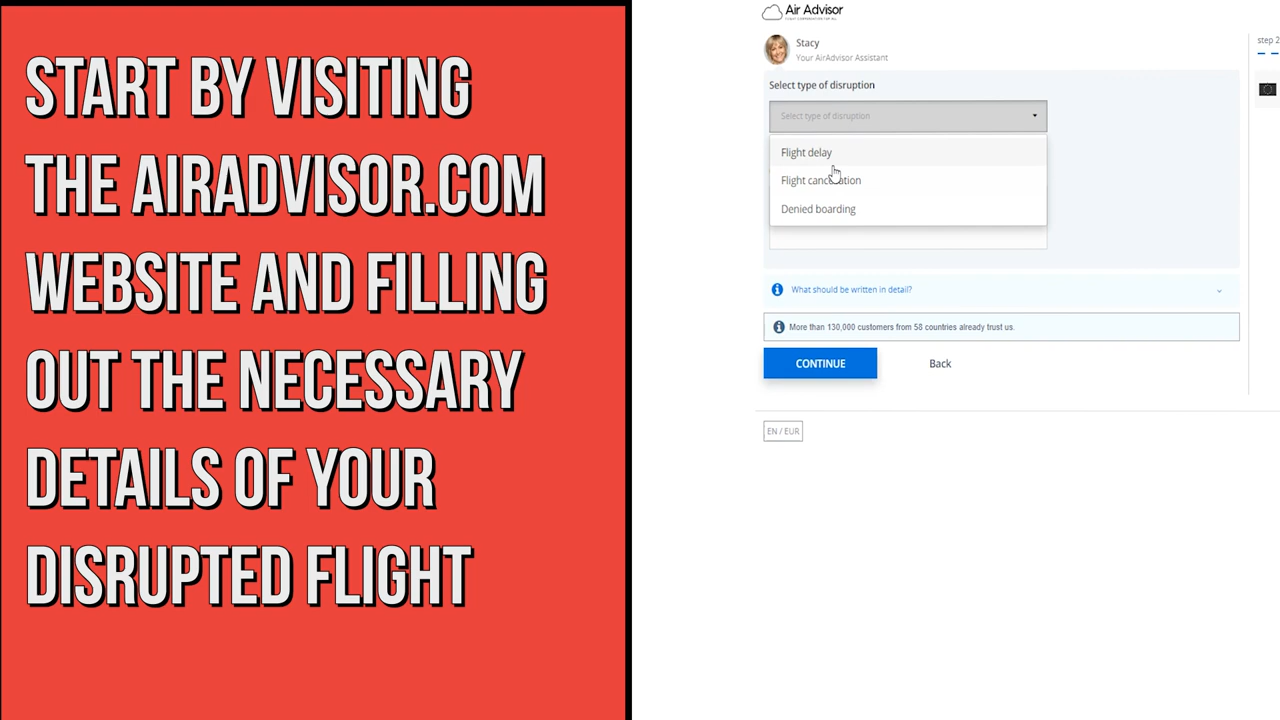 START BY VISITING
THE AIRADVISOR.COM
WEBSITE AND FILLING
OUT THE NECESSARY
DETAILS OF YOUR
DISRUPTED FLIGHT
Air Advisor
Stacy
Your AirAdvisor Assistant
step 2
Select type of disruption
Select type of disruption
Flight delay
Flight cancellation
Denied boarding
What should be written in detail?
More than 130,000 customers from 58 countries already trust us.
CONTINUE
Back
EN / EUR